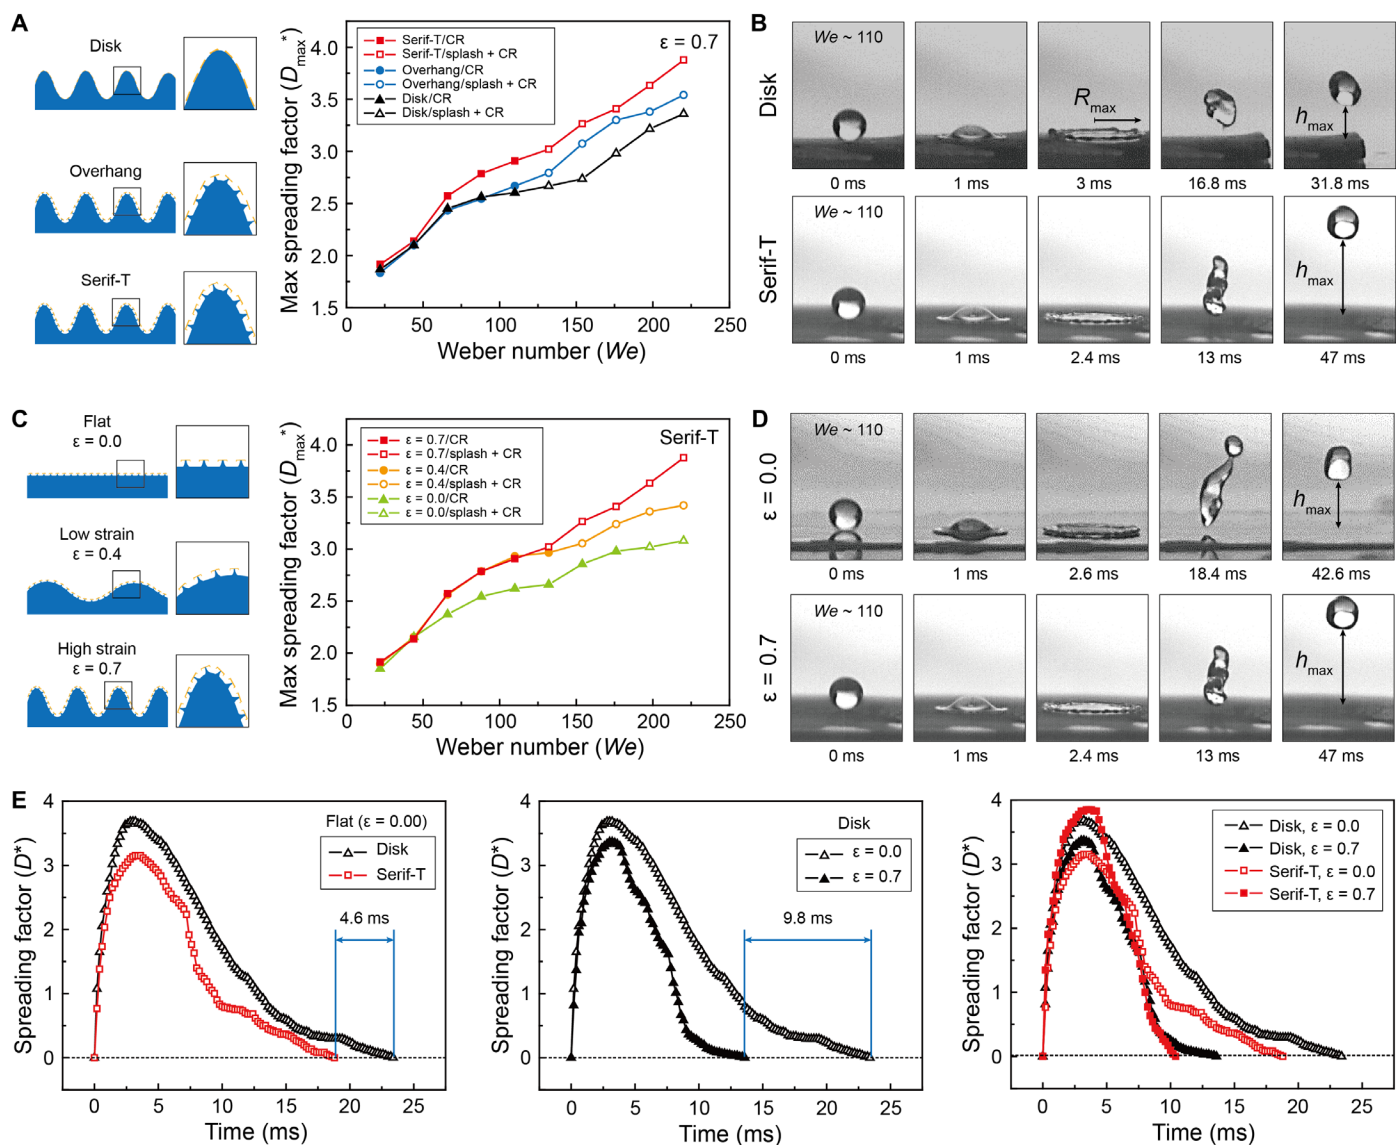 A
Disk
Overhang
Serif-T
Max spreading factor (D*max)
4.0
3.5
3.0
2.5
2.0
1.5
Serif-T/CR
Serif-T/splash + CR
Overhang/CR
Overhang/splash + CR
Disk/CR
Disk/splash + CR
ε = 0.7
0 50 100 150 200 250
Weber number (We)
B
Disk
We ~ 110
Rmax
hmax
0 ms 1 ms 3 ms 16.8 ms 31.8 ms
Serif-T
We ~ 110
hmax
0 ms 1 ms 2.4 ms 13 ms 47 ms
C
Flat
ε = 0.0
Low strain
ε = 0.4
High strain
ε = 0.7
Max spreading factor (Dmax*)
4.0
3.5
3.0
2.5
2.0
1.5
ε = 0.7/CR
ε = 0.7/splash + CR
ε = 0.4/CR
ε = 0.4/splash + CR
ε = 0.0/CR
ε = 0.0/splash + CR
Serif-T
0 50 100 150 200 250
Weber number (We)
D
ε = 0.0
We ~ 110
hmax
0 ms 1 ms 2.6 ms 18.4 ms 42.6 ms
ε = 0.7
We ~ 110
hmax
0 ms 1 ms 2.4 ms 13 ms 47 ms
E
Spreading factor (D*)
4
3
2
1
0
Flat (ε = 0.00)
Disk
Serif-T
4.6 ms
0 5 10 15 20 25
Time (ms)
Spreading factor (D*)
4
3
2
1
0
Disk
ε = 0.0
ε = 0.7
9.8 ms
0 5 10 15 20 25
Time (ms)
Spreading factor (D*)
4
3
2
1
0
Disk, ε = 0.0
Disk, ε = 0.7
Serif-T, ε = 0.0
Serif-T, ε = 0.7
0 5 10 15 20 25
Time (ms)